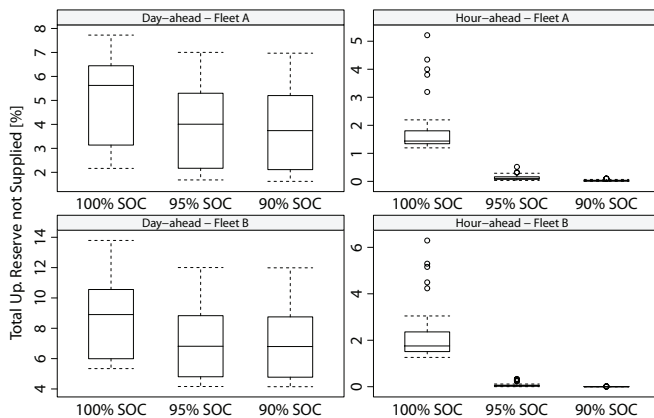 Total Up. Reserve not Supplied [%]
Day−ahead − Fleet A
8
7
6
5
4
3
2
100% SOC 95% SOC 90% SOC
Hour−ahead − Fleet A
5
4
3
2
1
0
100% SOC 95% SOC 90% SOC
Day−ahead − Fleet B
14
12
10
8
6
4
100% SOC 95% SOC 90% SOC
Hour−ahead − Fleet B
6
4
2
0
100% SOC 95% SOC 90% SOC